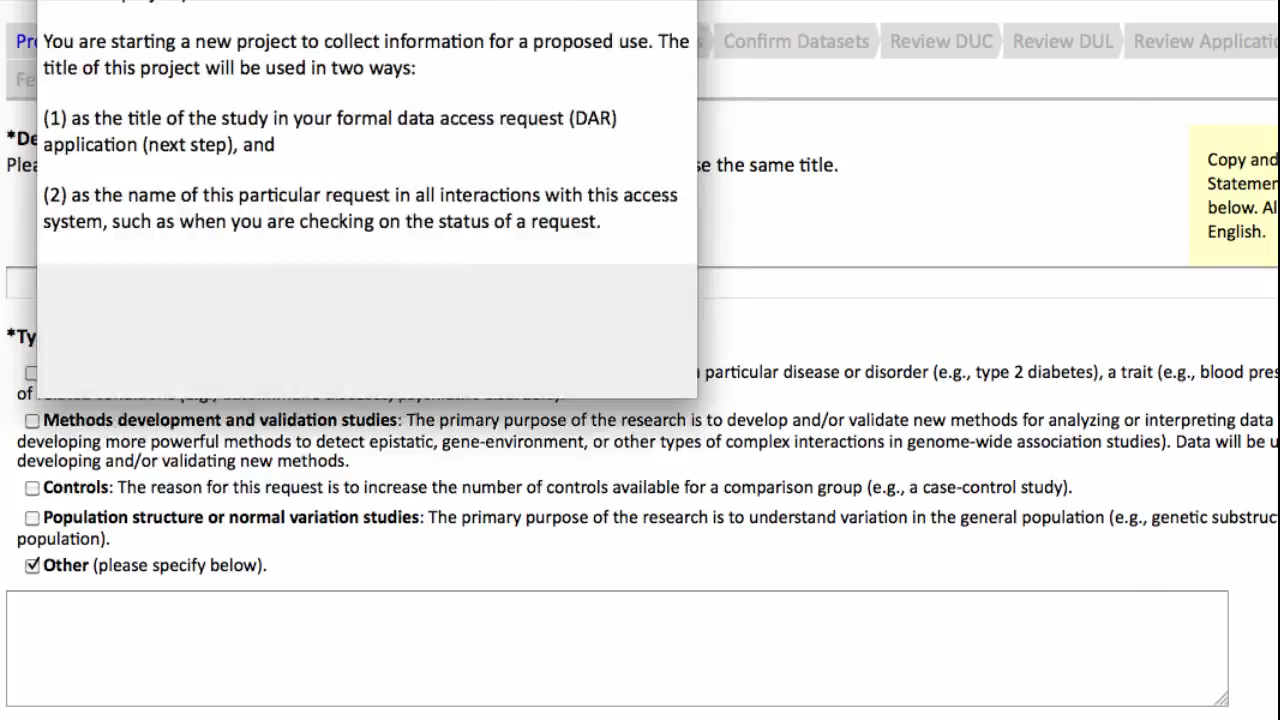 Pr
You are starting a new project to collect information for a proposed use. The
title of this project will be used in two ways:
Confirm Datasets
Review DUC
Review DUL
Review Applicati
Fe
(1) as the title of the study in your formal data access request (DAR)
application (next step), and
*De
Plea
se the same title.
(2) as the name of this particular request in all interactions with this access
system, such as when you are checking on the status of a request.
Copy and
Statemen
below. Al
English.
*Ty
particular disease or disorder (e.g., type 2 diabetes), a trait (e.g., blood pres
of
Methods development and validation studies: The primary purpose of the research is to develop and/or validate new methods for analyzing or interpreting data
developing more powerful methods to detect epistatic, gene-environment, or other types of complex interactions in genome-wide association studies). Data will be u
developing and/or validating new methods.
Controls: The reason for this request is to increase the number of controls available for a comparison group (e.g., a case-control study).
Population structure or normal variation studies: The primary purpose of the research is to understand variation in the general population (e.g., genetic substruc
population).
Other (please specify below).